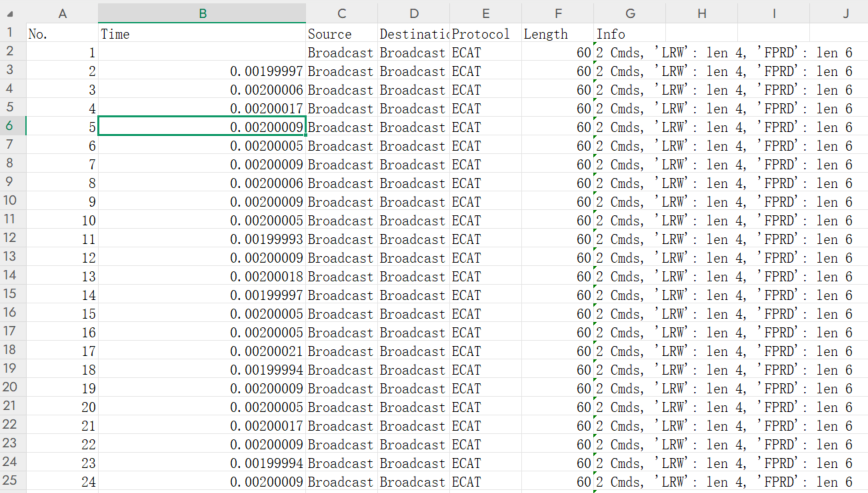 A B C D E F G H I J
1 No. Time Source Destinatio Protocol Length Info
2 1 Broadcast Broadcast ECAT 60 2 Cmds, 'LRW': len 4, 'FPRD': len 6
3 2 0.00199997 Broadcast Broadcast ECAT 60 2 Cmds, 'LRW': len 4, 'FPRD': len 6
4 3 0.00200006 Broadcast Broadcast ECAT 60 2 Cmds, 'LRW': len 4, 'FPRD': len 6
5 4 0.00200017 Broadcast Broadcast ECAT 60 2 Cmds, 'LRW': len 4, 'FPRD': len 6
6 5 0.00200009 Broadcast Broadcast ECAT 60 2 Cmds, 'LRW': len 4, 'FPRD': len 6
7 6 0.00200005 Broadcast Broadcast ECAT 60 2 Cmds, 'LRW': len 4, 'FPRD': len 6
8 7 0.00200009 Broadcast Broadcast ECAT 60 2 Cmds, 'LRW': len 4, 'FPRD': len 6
9 8 0.00200006 Broadcast Broadcast ECAT 60 2 Cmds, 'LRW': len 4, 'FPRD': len 6
10 9 0.00200009 Broadcast Broadcast ECAT 60 2 Cmds, 'LRW': len 4, 'FPRD': len 6
11 10 0.00200005 Broadcast Broadcast ECAT 60 2 Cmds, 'LRW': len 4, 'FPRD': len 6
12 11 0.00199993 Broadcast Broadcast ECAT 60 2 Cmds, 'LRW': len 4, 'FPRD': len 6
13 12 0.00200009 Broadcast Broadcast ECAT 60 2 Cmds, 'LRW': len 4, 'FPRD': len 6
14 13 0.00200018 Broadcast Broadcast ECAT 60 2 Cmds, 'LRW': len 4, 'FPRD': len 6
15 14 0.00199997 Broadcast Broadcast ECAT 60 2 Cmds, 'LRW': len 4, 'FPRD': len 6
16 15 0.00200005 Broadcast Broadcast ECAT 60 2 Cmds, 'LRW': len 4, 'FPRD': len 6
17 16 0.00200005 Broadcast Broadcast ECAT 60 2 Cmds, 'LRW': len 4, 'FPRD': len 6
18 17 0.00200021 Broadcast Broadcast ECAT 60 2 Cmds, 'LRW': len 4, 'FPRD': len 6
19 18 0.00199994 Broadcast Broadcast ECAT 60 2 Cmds, 'LRW': len 4, 'FPRD': len 6
20 19 0.00200009 Broadcast Broadcast ECAT 60 2 Cmds, 'LRW': len 4, 'FPRD': len 6
21 20 0.00200005 Broadcast Broadcast ECAT 60 2 Cmds, 'LRW': len 4, 'FPRD': len 6
22 21 0.00200017 Broadcast Broadcast ECAT 60 2 Cmds, 'LRW': len 4, 'FPRD': len 6
23 22 0.00200009 Broadcast Broadcast ECAT 60 2 Cmds, 'LRW': len 4, 'FPRD': len 6
24 23 0.00199994 Broadcast Broadcast ECAT 60 2 Cmds, 'LRW': len 4, 'FPRD': len 6
25 24 0.00200009 Broadcast Broadcast ECAT 60 2 Cmds, 'LRW': len 4, 'FPRD': len 6